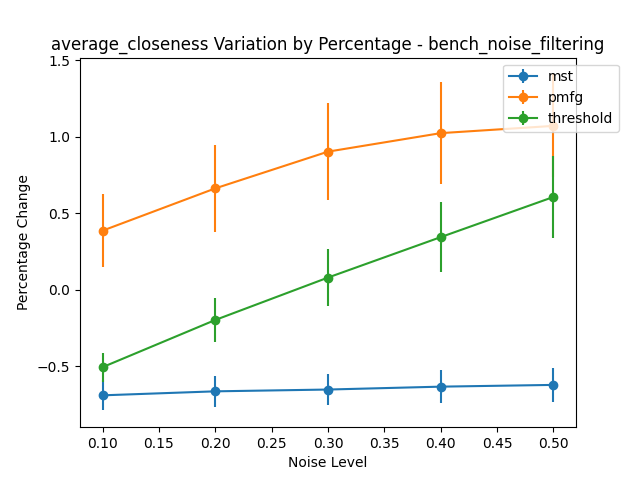 average_closeness Variation by Percentage - bench_noise_filtering
mst
pmfg
threshold
Percentage Change
1.5
1.0
0.5
0.0
−0.5
0.10 0.15 0.20 0.25 0.30 0.35 0.40 0.45 0.50
Noise Level